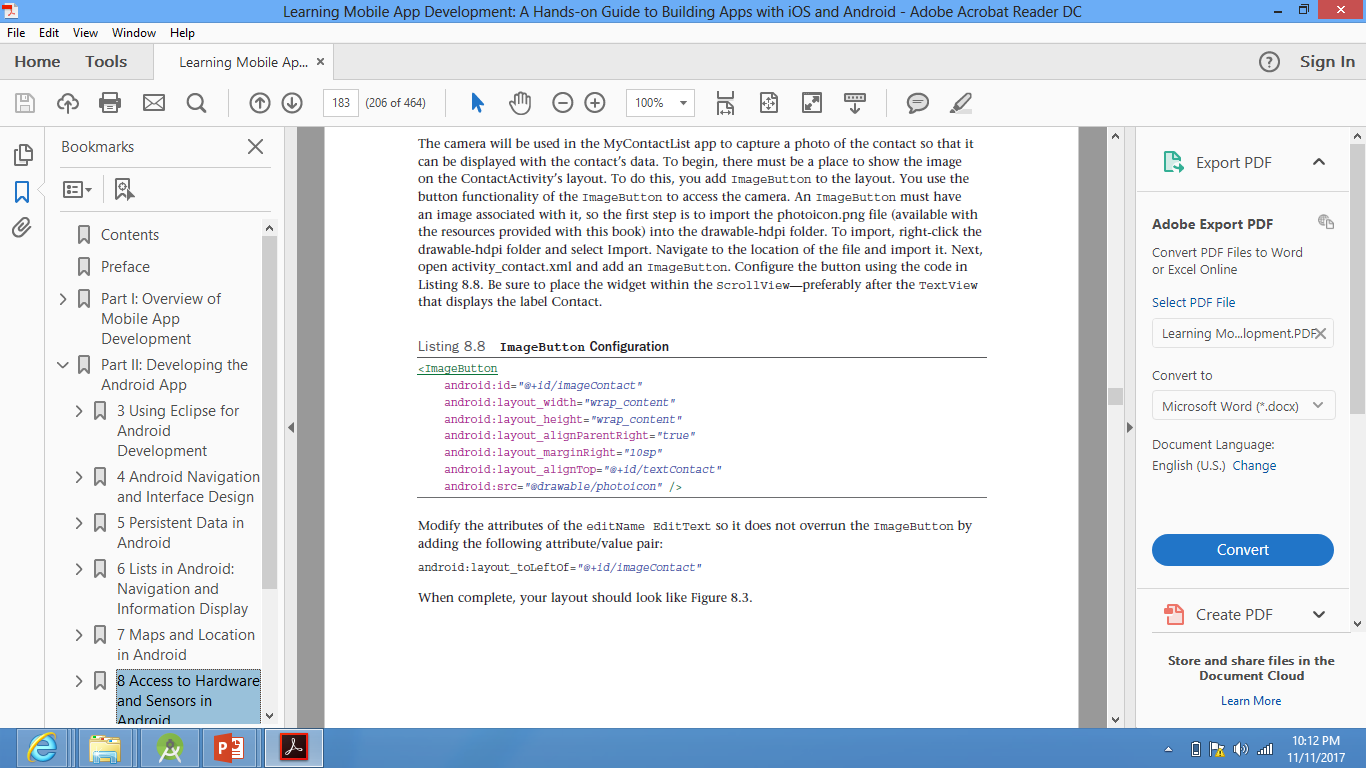 Learning Mobile App Development: A Hands-on Guide to Building Apps with iOS and Android - Adobe Acrobat Reader DC
File Edit View Window Help
Home Tools Learning Mobile Ap... × ? Sign In
183 (206 of 464) 100%
Bookmarks
Contents
Preface
Part I: Overview of
Mobile App
Development
Part II: Developing the
Android App
3 Using Eclipse for
Android
Development
4 Android Navigation
and Interface Design
5 Persistent Data in
Android
6 Lists in Android:
Navigation and
Information Display
7 Maps and Location
in Android
8 Access to Hardware
and Sensors in
Android
The camera will be used in the MyContactList app to capture a photo of the contact so that it
can be displayed with the contact's data. To begin, there must be a place to show the image
on the ContactActivity's layout. To do this, you add ImageButton to the layout. You use the
button functionality of the ImageButton to access the camera. An ImageButton must have
an image associated with it, so the first step is to import the photoicon.png file (available with
the resources provided with this book) into the drawable-hdpi folder. To import, right-click the
drawable-hdpi folder and select Import. Navigate to the location of the file and import it. Next,
open activity_contact.xml and add an ImageButton. Configure the button using the code in
Listing 8.8. Be sure to place the widget within the ScrollView—preferably after the TextView
that displays the label Contact.
Listing 8.8 ImageButton Configuration
<ImageButton
android:id="@+id/imageContact"
android:layout_width="wrap_content"
android:layout_height="wrap_content"
android:layout_alignParentRight="true"
android:layout_marginRight="10sp"
android:layout_alignTop="@+id/textContact"
android:src="@drawable/photoicon" />
Modify the attributes of the editName EditText so it does not overrun the ImageButton by
adding the following attribute/value pair:
android:layout_toLeftOf="@+id/imageContact"
When complete, your layout should look like Figure 8.3.
Export PDF
Adobe Export PDF
Convert PDF Files to Word
or Excel Online
Select PDF File
Learning Mo...lopment.PDF
Convert to
Microsoft Word (*.docx)
Document Language:
English (U.S.) Change
Convert
Create PDF
Store and share files in the
Document Cloud
Learn More
10:12 PM
11/11/2017